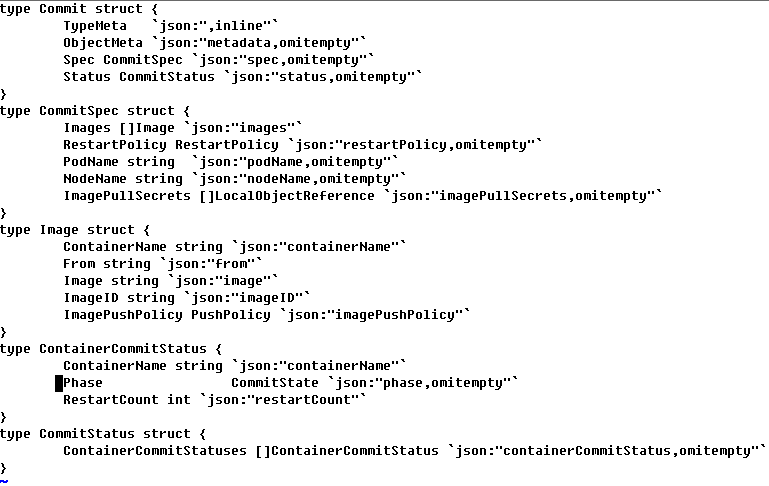 type Commit struct {
        TypeMeta   `json:",inline"`
        ObjectMeta `json:"metadata,omitempty"`
        Spec CommitSpec `json:"spec,omitempty"`
        Status CommitStatus `json:"status,omitempty"`
}
type CommitSpec struct {
        Images []Image `json:"images"`
        RestartPolicy RestartPolicy `json:"restartPolicy,omitempty"`
        PodName string  `json:"podName,omitempty"`
        NodeName string `json:"nodeName,omitempty"`
        ImagePullSecrets []LocalObjectReference `json:"imagePullSecrets,omitempty"`
}
type Image struct {
        ContainerName string `json:"containerName"`
        From string `json:"from"`
        Image string `json:"image"`
        ImageID string `json:"imageID"`
        ImagePushPolicy PushPolicy `json:"imagePushPolicy"`
}
type ContainerCommitStatus {
        ContainerName string `json:"containerName"`
        Phase                CommitState `json:"phase,omitempty"`
        RestartCount int `json:"restartCount"`
}
type CommitStatus struct {
        ContainerCommitStatuses []ContainerCommitStatus `json:"containerCommitStatus,omitempty"`
}
~